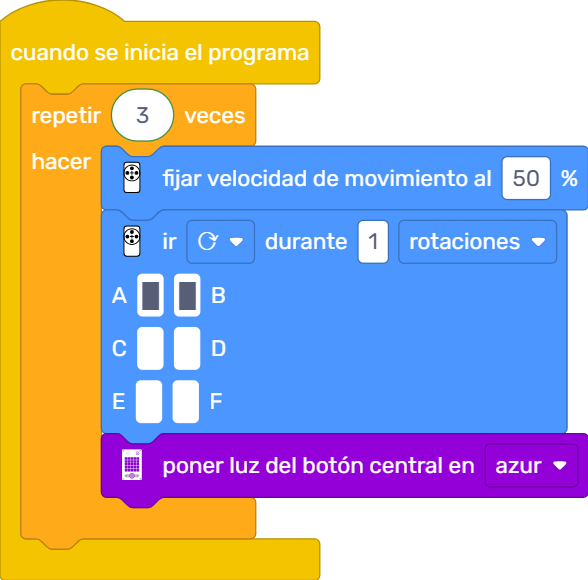 cuando se inicia el programa
repetir 3 veces
hacer
fijar velocidad de movimiento al 50 %
ir durante 1 rotaciones
A B
C D
E F
poner luz del botón central en azur